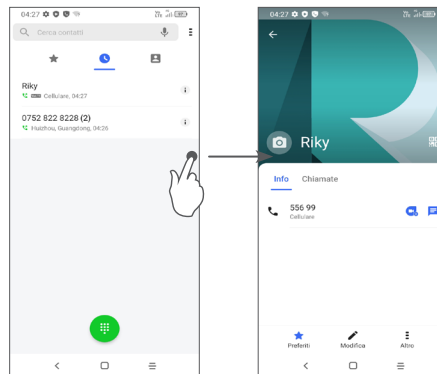 04:27
Cerca contatti
Riky
Cellulare, 04:27
0752 822 8228 (2)
Huizhou, Guangdong, 04:26
04:27
Riky
Info Chiamate
556 99
Cellulare
Preferiti Modifica Altro